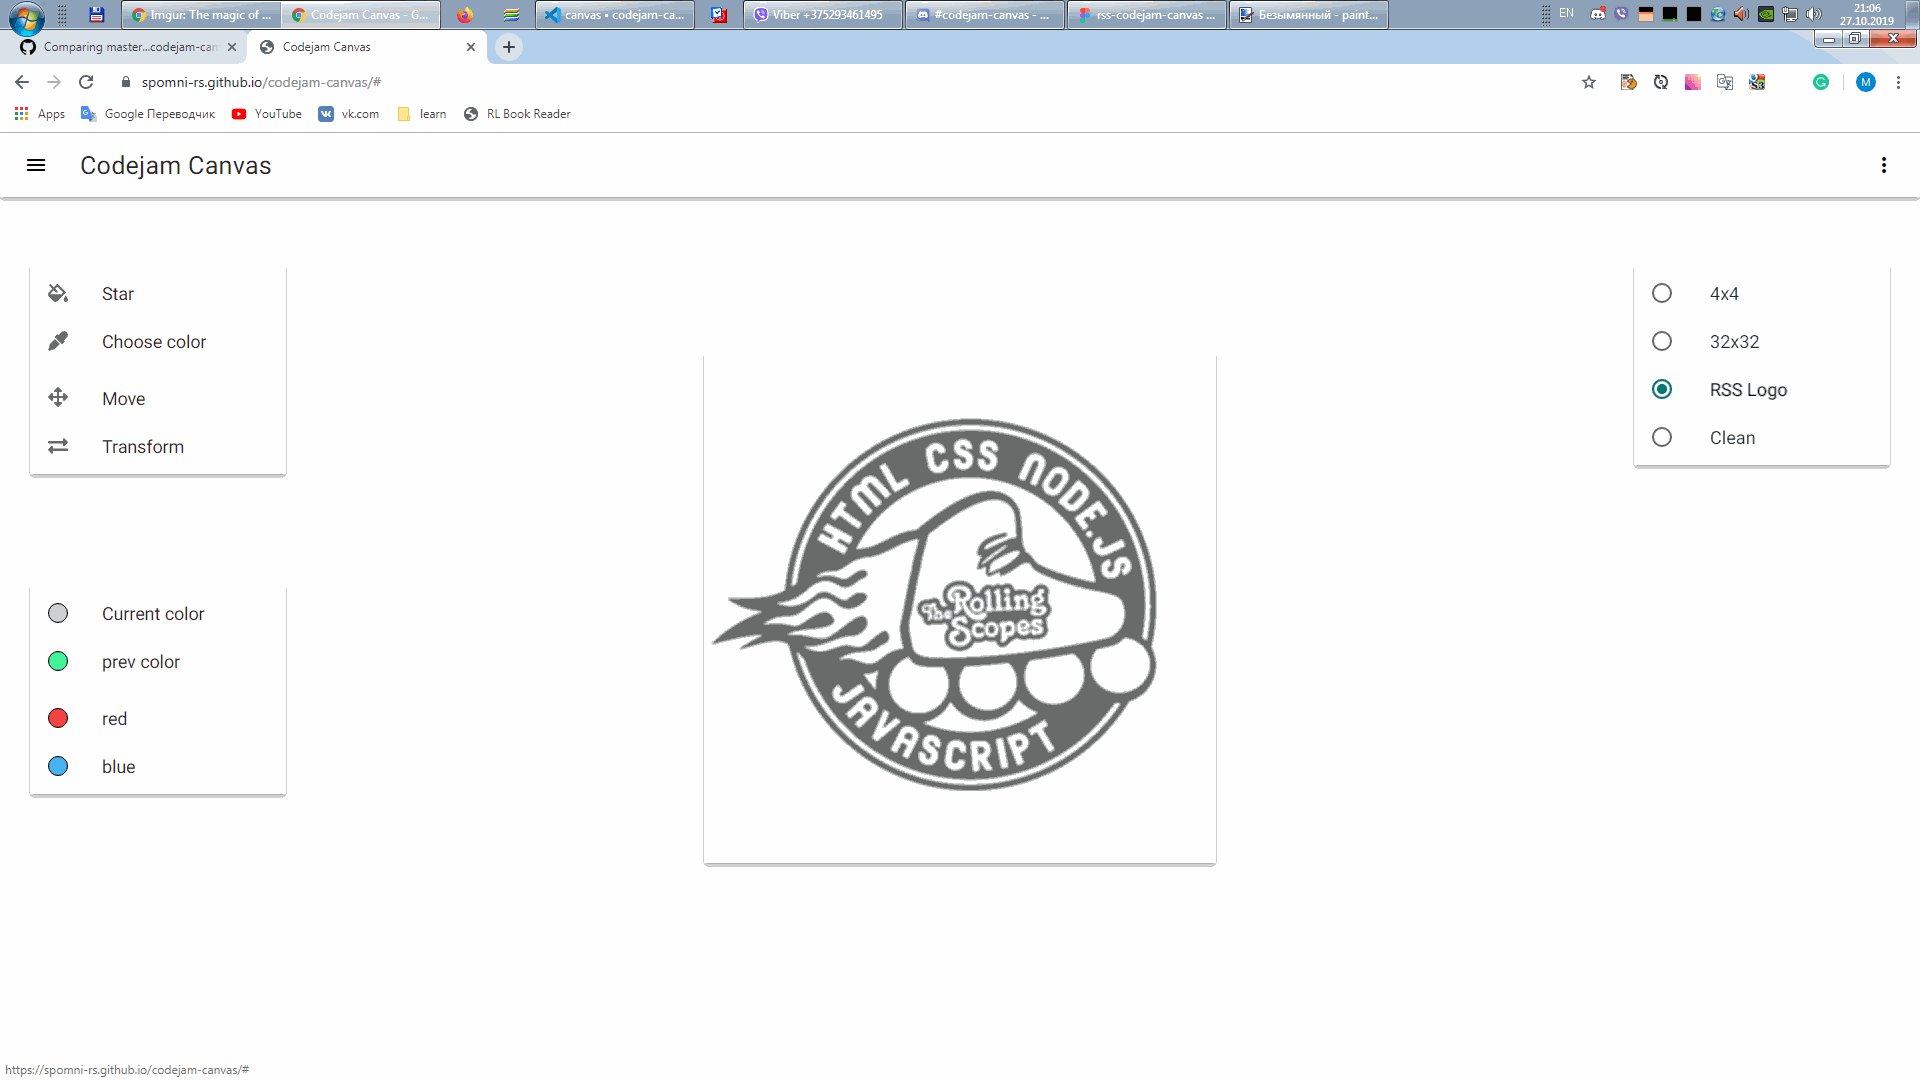 Imgur: The magic of ...
Codejam Canvas - G...
canvas • codejam-ca...
Viber +375293461495
#codejam-canvas - ...
rss-codejam-canvas ...
Безымянный - paint...
EN
21:06
27.10.2019
Comparing master...codejam-can
Codejam Canvas
spomni-rs.github.io/codejam-canvas/#
M
Apps
Google Переводчик
YouTube
vk.com
learn
RL Book Reader
Codejam Canvas
Star
Choose color
Move
Transform
4x4
32x32
RSS Logo
Clean
HTML CSS NODE.JS
The Rolling
Scopes
JAVASCRIPT
Current color
prev color
red
blue
https://spomni-rs.github.io/codejam-canvas/#